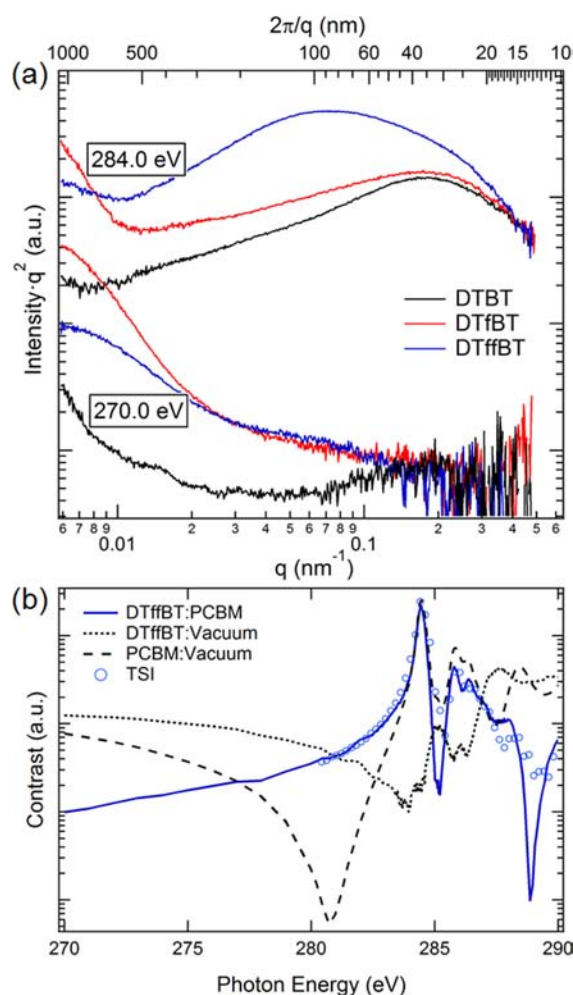 2π/q (nm)
1000 500 100 80 60 40 20 15 10
(a)
284.0 eV
Intensity·q² (a.u.)
DTBT
DTfBT
DTffBT
270.0 eV
6 7 8 9 2 3 4 5 6 7 8 9 2 3 4 5 6
0.01 0.1
q (nm⁻¹)
(b)
DTffBT:PCBM
DTffBT:Vacuum
PCBM:Vacuum
TSI
Contrast (a.u.)
270 275 280 285 290
Photon Energy (eV)